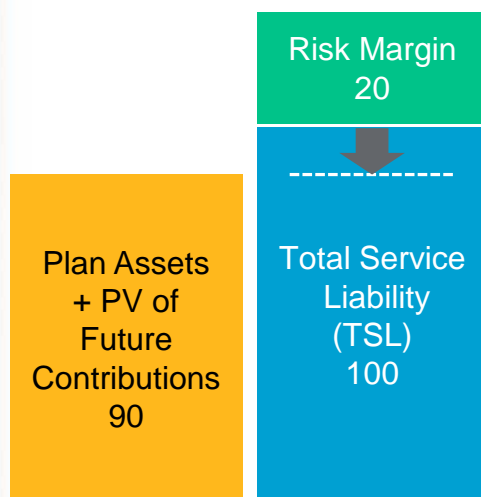 Risk Margin
20
Plan Assets
+ PV of
Future
Contributions
90
Total Service
Liability
(TSL)
100